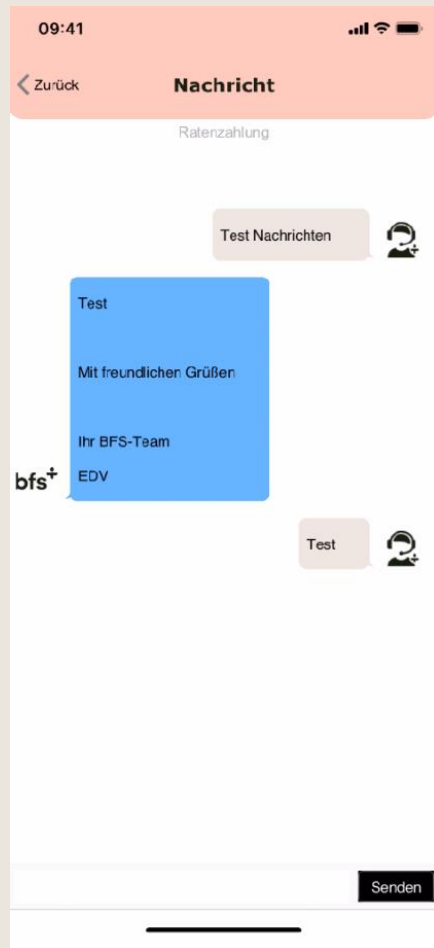 09:41
Zurück
Nachricht
Ratenzahlung
Test Nachrichten
Test
Mit freundlichen Grüßen
Ihr BFS-Team
EDV
bfs+
Test
Senden